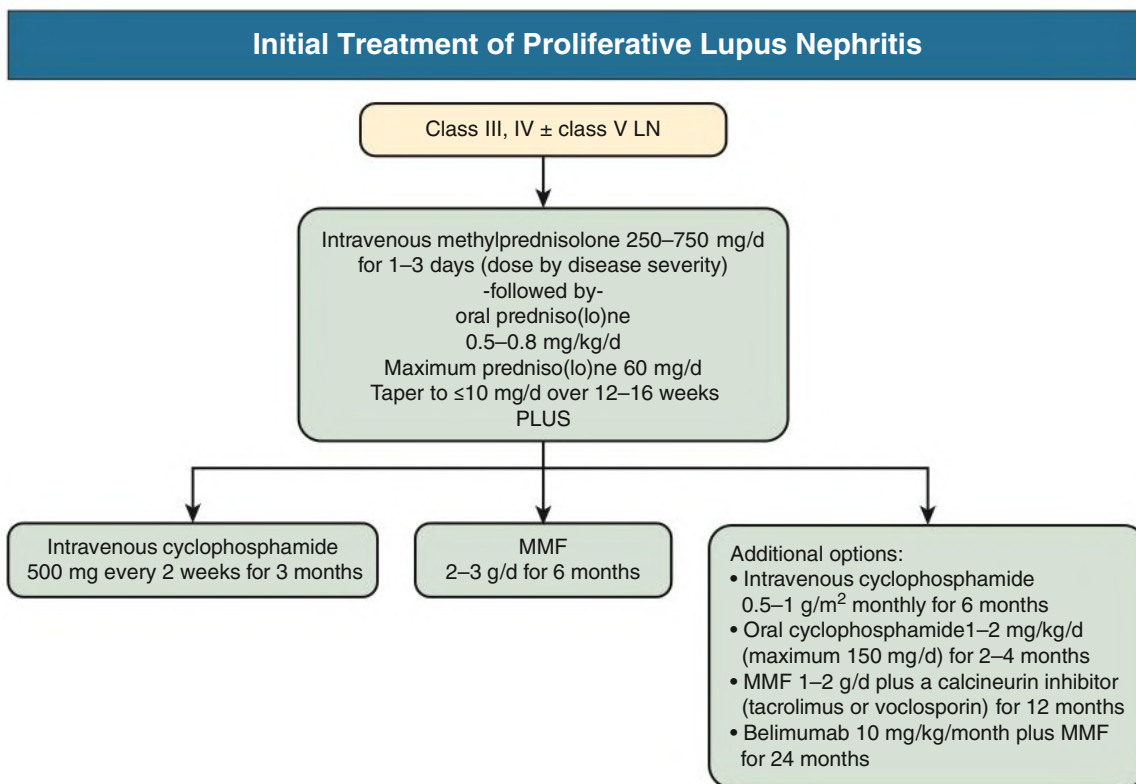 Initial Treatment of Proliferative Lupus Nephritis
Class III, IV ± class V LN
Intravenous methylprednisolone 250–750 mg/d
for 1–3 days (dose by disease severity)
-followed by-
oral predniso(lo)ne
0.5–0.8 mg/kg/d
Maximum predniso(lo)ne 60 mg/d
Taper to ≤10 mg/d over 12–16 weeks
PLUS
Intravenous cyclophosphamide
500 mg every 2 weeks for 3 months
MMF
2–3 g/d for 6 months
Additional options:
• Intravenous cyclophosphamide
0.5–1 g/m² monthly for 6 months
• Oral cyclophosphamide1–2 mg/kg/d
(maximum 150 mg/d) for 2–4 months
• MMF 1–2 g/d plus a calcineurin inhibitor
(tacrolimus or voclosporin) for 12 months
• Belimumab 10 mg/kg/month plus MMF
for 24 months